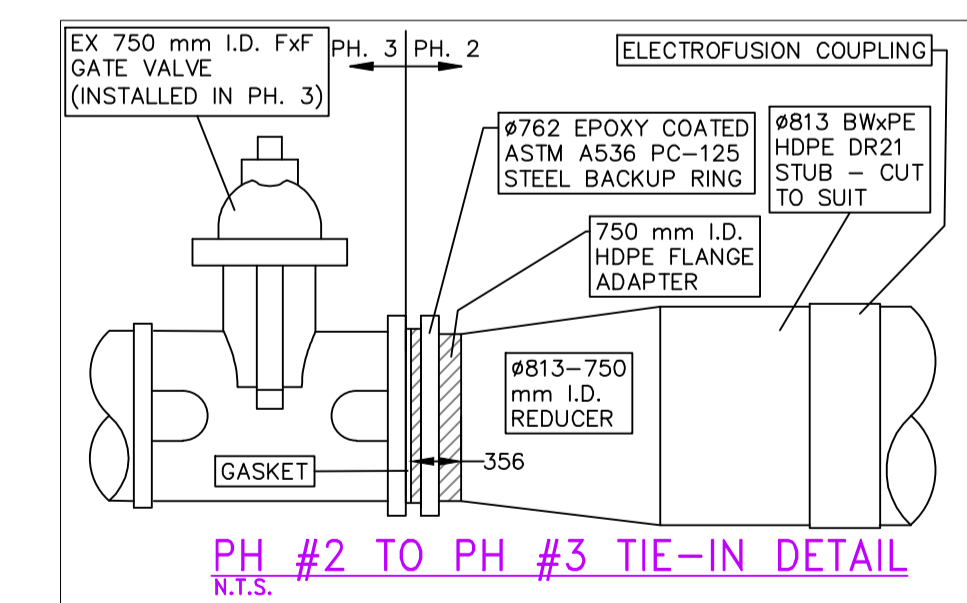 EX 750 mm I.D. FxF
GATE VALVE
(INSTALLED IN PH. 3)
PH. 3
PH. 2
ELECTROFUSION COUPLING
Ø762 EPOXY COATED
ASTM A536 PC-125
STEEL BACKUP RING
Ø813 BWxPE
HDPE DR21
STUB - CUT
TO SUIT
750 mm I.D.
HDPE FLANGE
ADAPTER
Ø813-750
mm I.D.
REDUCER
GASKET
356
PH #2 TO PH #3 TIE-IN DETAIL
N.T.S.